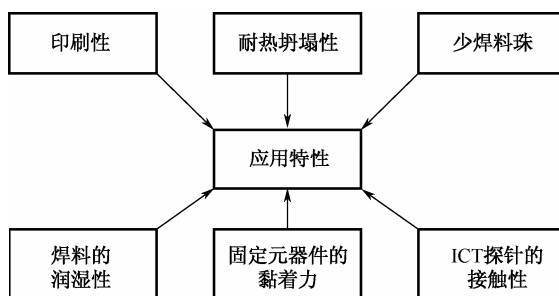 印刷性
耐热坍塌性
少焊料珠
应用特性
焊料的
润湿性
固定元器件的
黏着力
ICT探针的
接触性